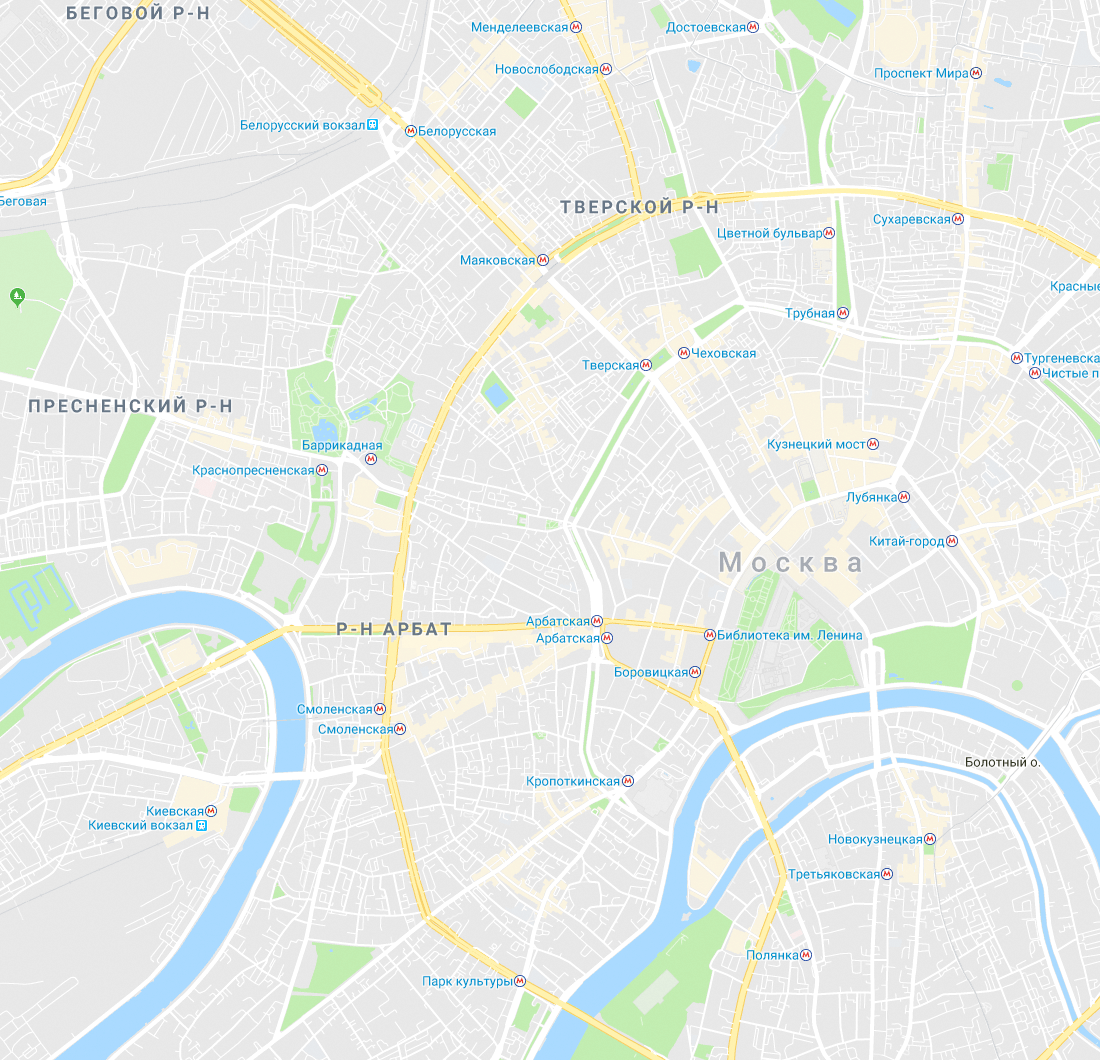 БЕГОВОЙ Р-Н
Менделеевская
Достоевская
Новослободская
Проспект Мира
Белорусский вокзал
Белорусская
Беговая
ТВЕРСКОЙ Р-Н
Сухаревская
Цветной бульвар
Маяковская
Красные
Трубная
Чеховская
Тверская
Тургеневска
Чистые п
ПРЕСНЕНСКИЙ Р-Н
Баррикадная
Кузнецкий мост
Краснопресненская
Лубянка
Китай-город
Москва
Арбатская
Р-Н АРБАТ
Арбатская
Библиотека им. Ленина
Боровицкая
Смоленская
Смоленская
Болотный о.
Кропоткинская
Киевская
Киевский вокзал
Новокузнецкая
Третьяковская
Полянка
Парк культуры